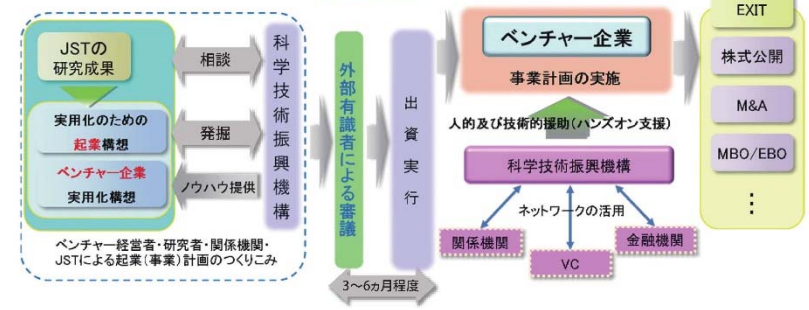 JSTの
研究成果
実用化のための
起業構想
ベンチャー企業
実用化構想
相談
発掘
ノウハウ提供
科学技術振興機構
ベンチャー経営者・研究者・関係機関・
JSTによる起業(事業)計画のつくりこみ
外部有識者による審議
出資実行
3～6ヵ月程度
ベンチャー企業
事業計画の実施
人的及び技術的援助(ハンズオン支援)
科学技術振興機構
ネットワークの活用
関係機関
VC
金融機関
EXIT
株式公開
M&A
MBO/EBO
⋮